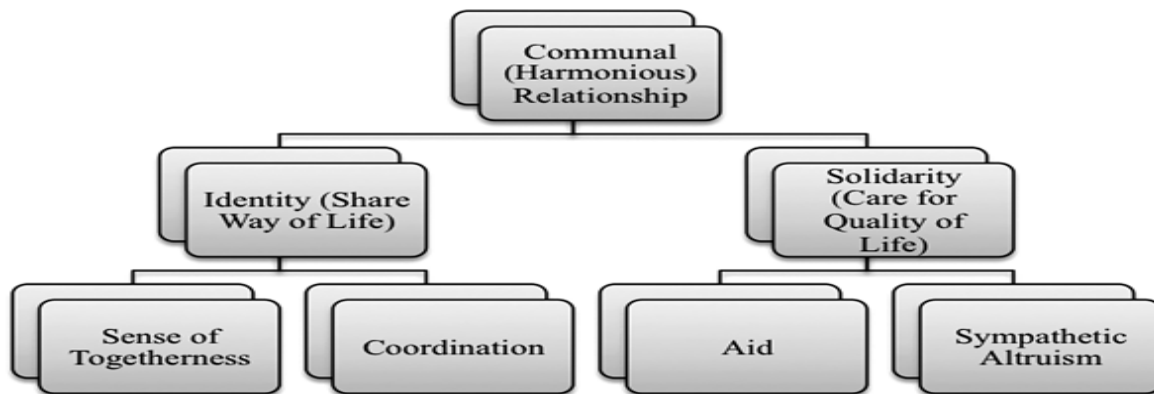 Communal
(Harmonious)
Relationship
Identity (Share
Way of Life)
Solidarity
(Care for
Quality of
Life)
Sense of
Togetherness
Coordination
Aid
Sympathetic
Altruism